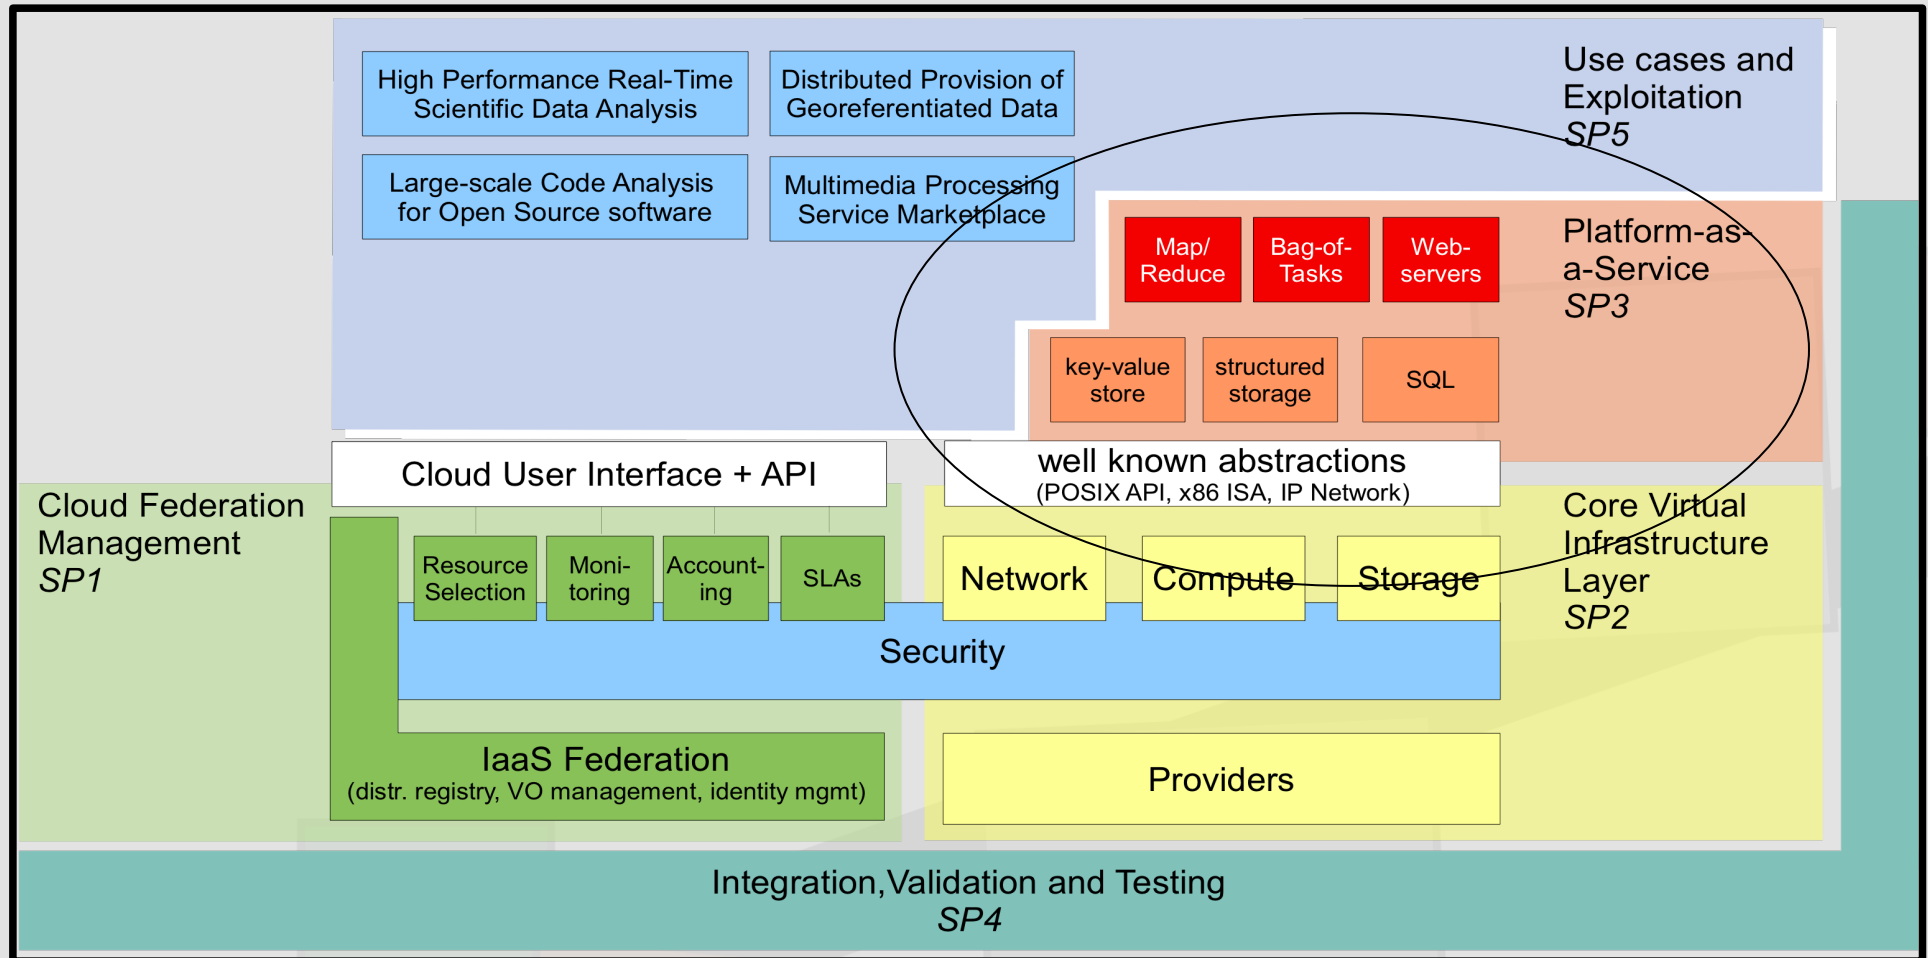 High Performance Real-Time
Scientific Data Analysis
Distributed Provision of
Georeferentiated Data
Large-scale Code Analysis
for Open Source software
Multimedia Processing
Service Marketplace
Use cases and
Exploitation
SP5
Map/
Reduce
Bag-of-
Tasks
Web-
servers
Platform-as-
a-Service
SP3
key-value
store
structured
storage
SQL
Cloud User Interface + API
well known abstractions
(POSIX API, x86 ISA, IP Network)
Cloud Federation
Management
SP1
Resource
Selection
Moni-
toring
Account-
ing
SLAs
Network
Compute
Storage
Core Virtual
Infrastructure
Layer
SP2
Security
IaaS Federation
(distr. registry, VO management, identity mgmt)
Providers
Integration,Validation and Testing
SP4